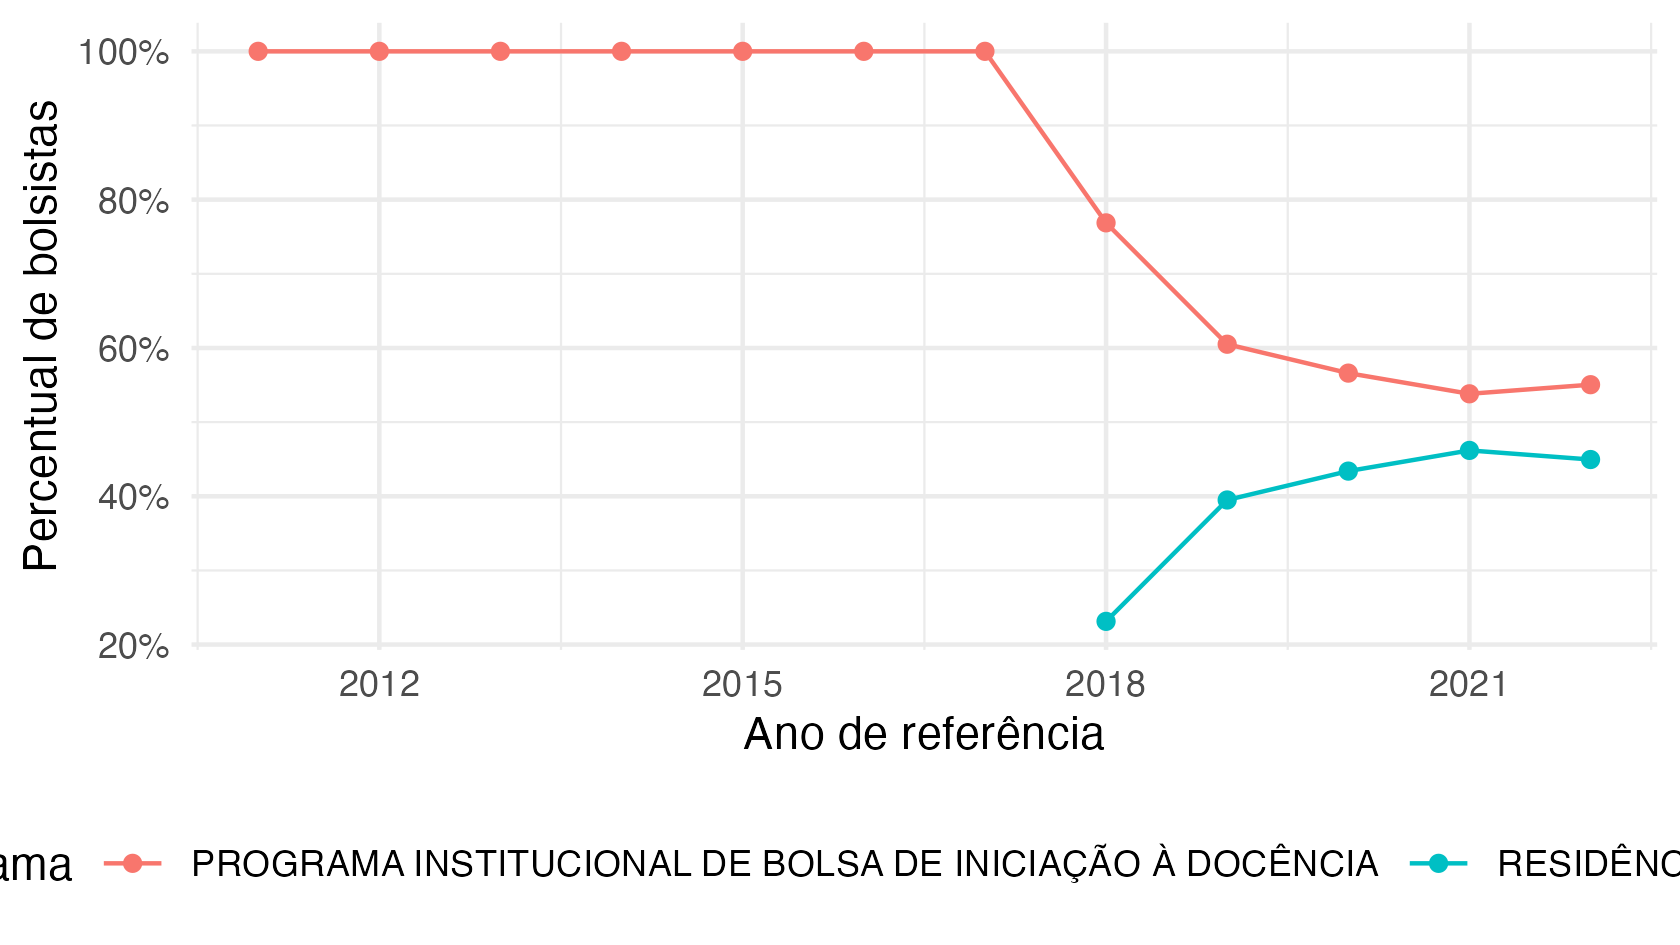 100%
80%
60%
40%
20%
Percentual de bolsistas
2012 2015 2018 2021
Ano de referência
ama PROGRAMA INSTITUCIONAL DE BOLSA DE INICIAÇÃO À DOCÊNCIA RESIDÊNC